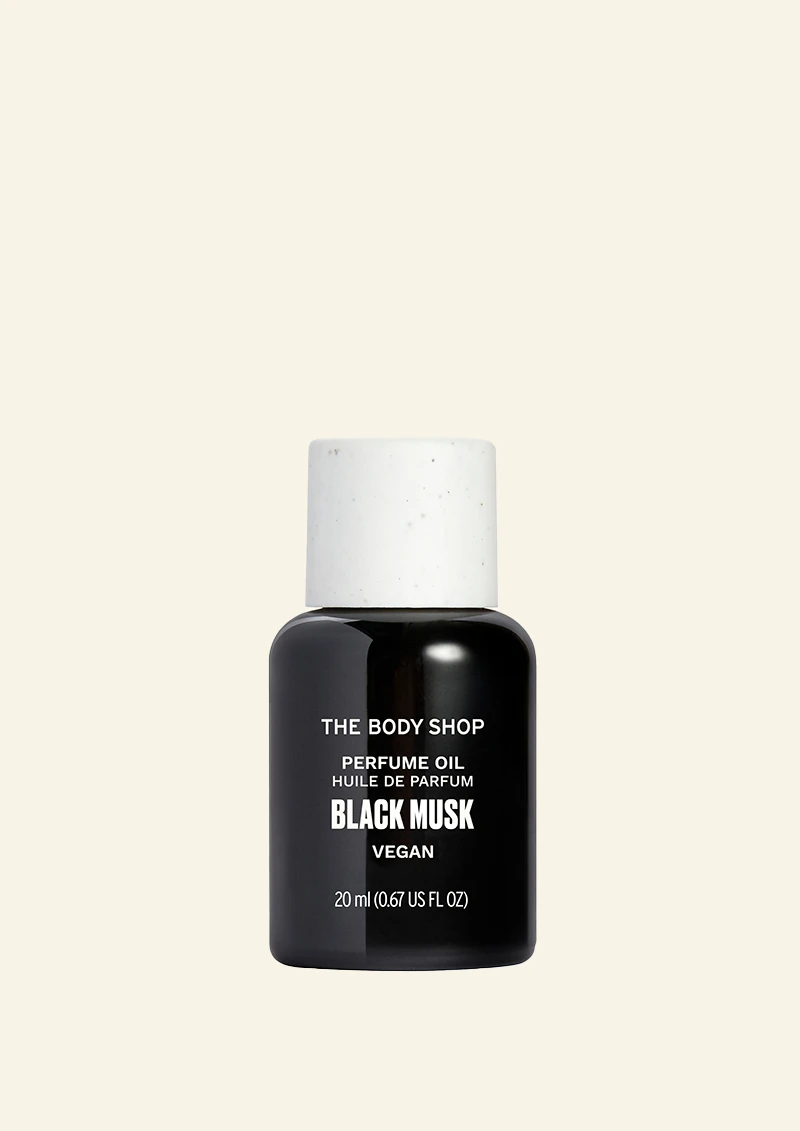 THE BODY SHOP
PERFUME OIL
HUILE DE PARFUM
BLACK MUSK
VEGAN
20 ml (0.67 US FL OZ)